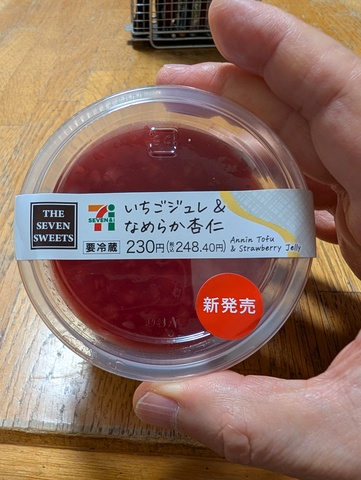 THE
SEVEN
SWEETS
SEVEN&i
いちごジュレ&
なめらか杏仁
要冷蔵
230円(税込248.40円)
Annin Tofu
& Strawberry Jelly
新発売